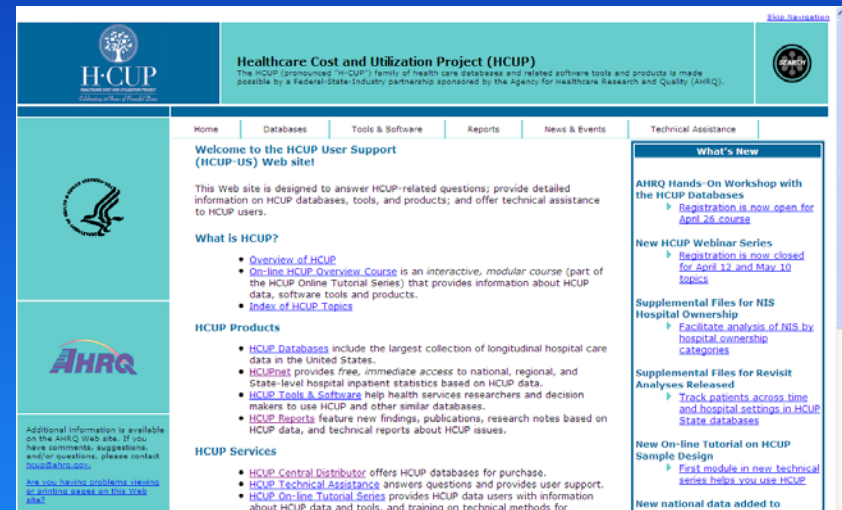 Skip Navigation
H·CUP
HEALTHCARE COST AND UTILIZATION PROJECT
Healthcare Cost and Utilization Project (HCUP)
The HCUP (pronounced "H-CUP") family of health care databases and related software tools and products is made
possible by a Federal-State-Industry partnership sponsored by the Agency for Healthcare Research and Quality (AHRQ).
SEARCH
Home Databases Tools & Software Reports News & Events Technical Assistance
Welcome to the HCUP User Support
(HCUP-US) Web site!
This Web site is designed to answer HCUP-related questions; provide detailed
information on HCUP databases, tools, and products; and offer technical assistance
to HCUP users.
What is HCUP?
• Overview of HCUP
• On-line HCUP Overview Course is an interactive, modular course (part of
the HCUP Online Tutorial Series) that provides information about HCUP
data, software tools and products.
• Index of HCUP Topics
HCUP Products
• HCUP Databases include the largest collection of longitudinal hospital care
data in the United States.
• HCUPnet provides free, immediate access to national, regional, and
State-level hospital inpatient statistics based on HCUP data.
• HCUP Tools & Software help health services researchers and decision
makers to use HCUP and other similar databases.
• HCUP Reports feature new findings, publications, research notes based on
HCUP data, and technical reports about HCUP issues.
HCUP Services
• HCUP Central Distributor offers HCUP databases for purchase.
• HCUP Technical Assistance answers questions and provides user support.
• HCUP On-line Tutorial Series provides HCUP data users with information
about HCUP data and tools, and training on technical methods for
What's New
AHRQ Hands-On Workshop with
the HCUP Databases
Registration is now open for
April 26 course
New HCUP Webinar Series
Registration is now closed
for April 12 and May 10
topics
Supplemental Files for NIS
Hospital Ownership
Facilitate analysis of NIS by
hospital ownership
categories
Supplemental Files for Revisit
Analyses Released
Track patients across time
and hospital settings in HCUP
State databases
New On-line Tutorial on HCUP
Sample Design
First module in new technical
series helps you use HCUP
New national data added to
AHRQ
Additional information is available
on the AHRQ Web site. If you
have comments, suggestions,
and/or questions, please contact
hcup@ahrq.gov.
Are you having problems viewing
or printing pages on this Web
site?